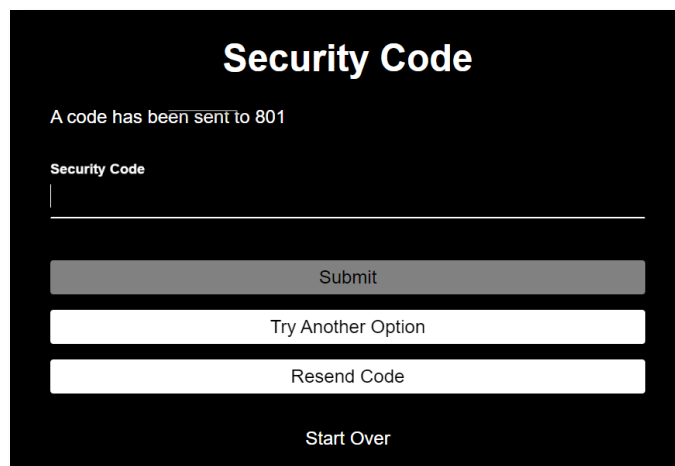 Security Code
A code has been sent to 801
Security Code
Submit
Try Another Option
Resend Code
Start Over